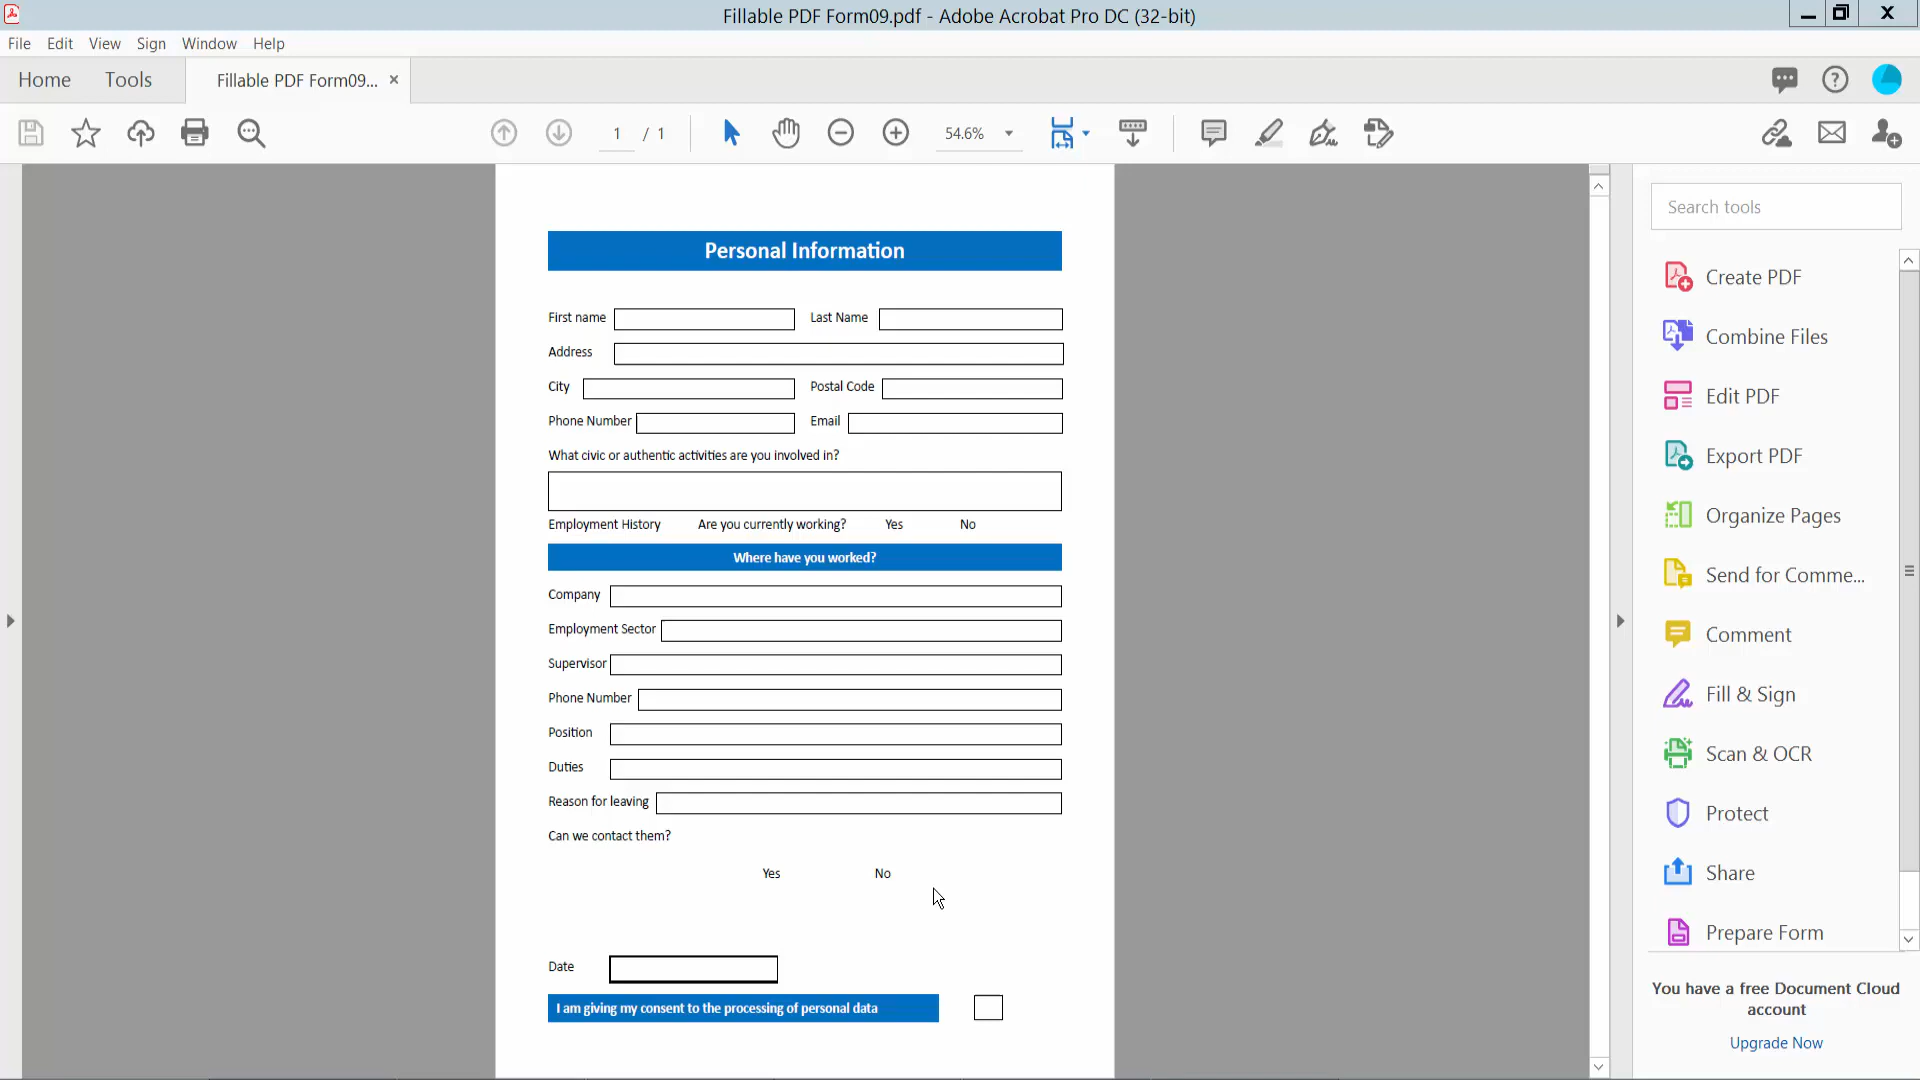 Fillable PDF Form09.pdf - Adobe Acrobat Pro DC (32-bit)
File Edit View Sign Window Help
Home Tools Fillable PDF Form09... ×
1 / 1 54.6%
Search tools
Personal Information
First name Last Name
Address
City Postal Code
Phone Number Email
What civic or authentic activities are you involved in?
Employment History Are you currently working? Yes No
Where have you worked?
Company
Employment Sector
Supervisor
Phone Number
Position
Duties
Reason for leaving
Can we contact them?
Yes No
Date
I am giving my consent to the processing of personal data
Create PDF
Combine Files
Edit PDF
Export PDF
Organize Pages
Send for Comme...
Comment
Fill & Sign
Scan & OCR
Protect
Share
Prepare Form
You have a free Document Cloud
account
Upgrade Now